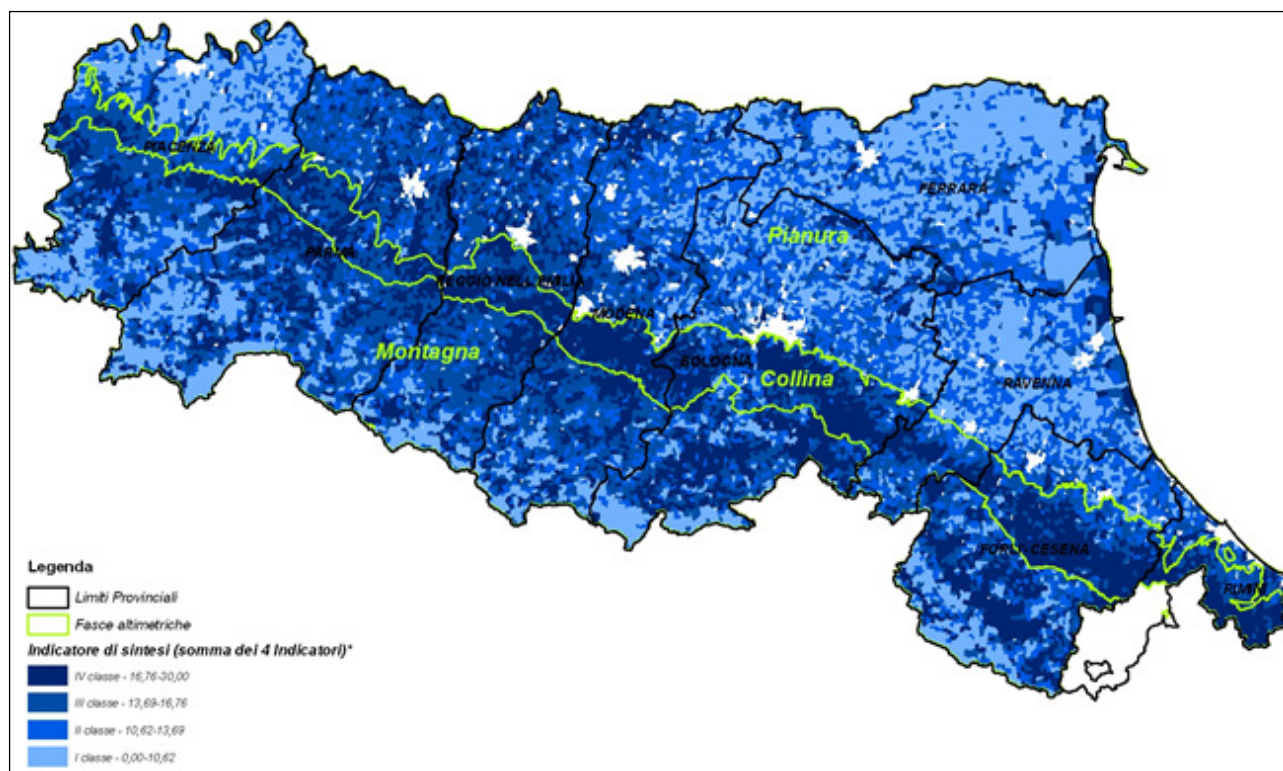 PIACENZA
PARMA
REGGIO NELL'EMILIA
MODENA
BOLOGNA
FERRARA
RAVENNA
FORLI-CESENA
RIMINI
Pianura
Collina
Montagna
Legenda
Limiti Provinciali
Fasce altimetriche
Indicatore di sintesi (somma dei 4 Indicatori)*
IV classe - 16,76-30,00
III classe - 13,69-16,76
II classe - 10,62-13,69
I classe - 0,00-10,62